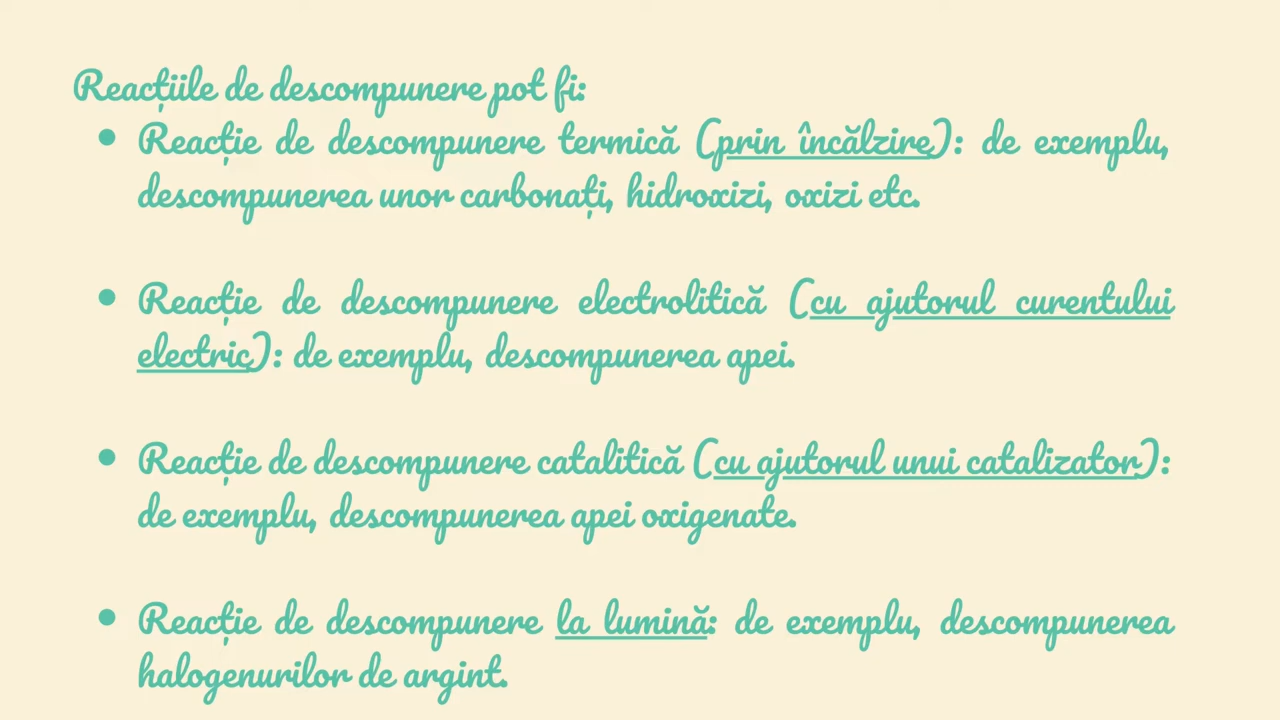 Reacțiile de descompunere pot fi:
• Reacție de descompunere termică (prin încălzire): de exemplu,
descompunerea unor carbonați, hidroxizi, oxizi etc.
• Reacție de descompunere electrolitică (cu ajutorul curentului
electric): de exemplu, descompunerea apei.
• Reacție de descompunere catalitică (cu ajutorul unui catalizator):
de exemplu, descompunerea apei oxigenate.
• Reacție de descompunere la lumină: de exemplu, descompunerea
halogenurilor de argint.